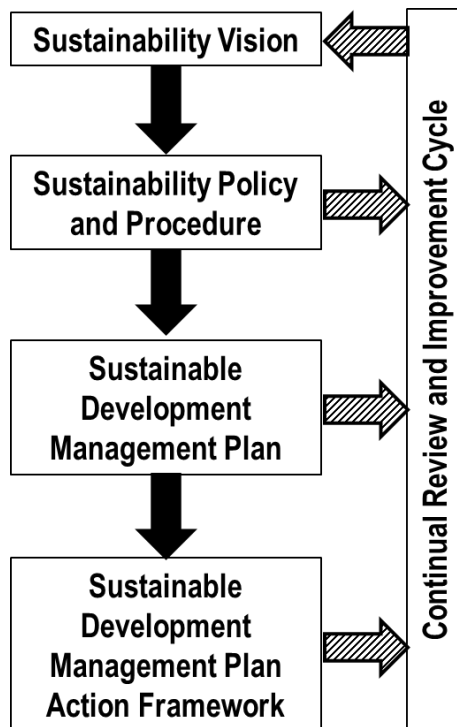 Sustainability Vision
Sustainability Policy
and Procedure
Sustainable
Development
Management Plan
Sustainable
Development
Management Plan
Action Framework
Continual Review and Improvement Cycle